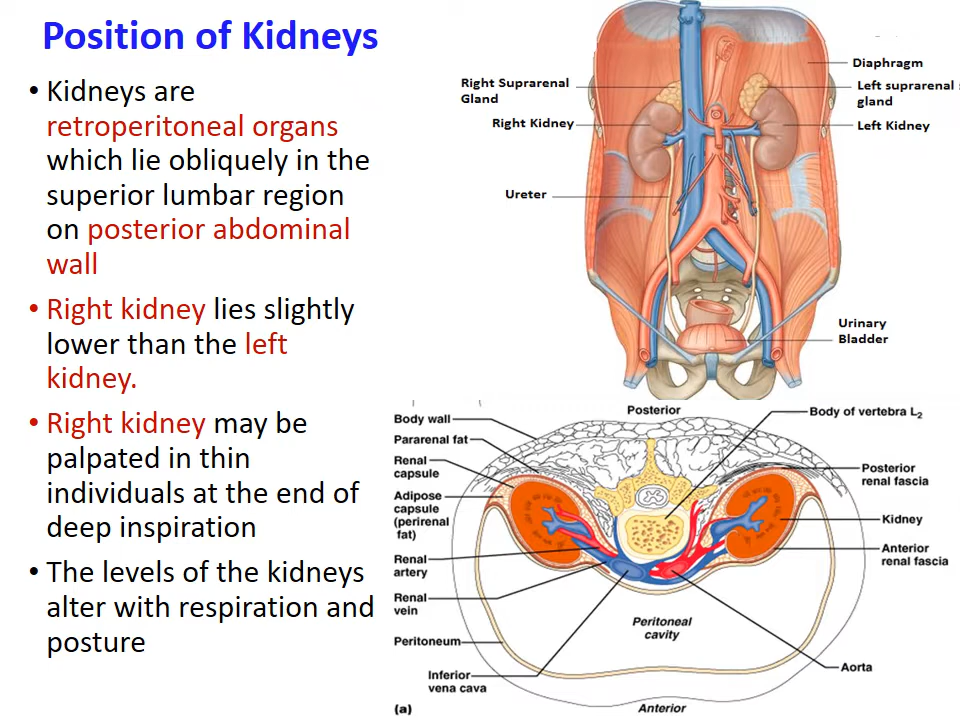 Position of Kidneys
• Kidneys are
retroperitoneal organs
which lie obliquely in the
superior lumbar region
on posterior abdominal
wall
• Right kidney lies slightly
lower than the left
kidney.
• Right kidney may be
palpated in thin
individuals at the end of
deep inspiration
• The levels of the kidneys
alter with respiration and
posture
Right Suprarenal
Gland
Right Kidney
Ureter
Diaphragm
Left suprarenal
gland
Left Kidney
Urinary
Bladder
Posterior
Body wall
Pararenal fat
Renal
capsule
Adipose
capsule
(perirenal
fat)
Renal
artery
Renal
vein
Peritoneum
Inferior
vena cava
Body of vertebra L2
Posterior
renal fascia
Kidney
Anterior
renal fascia
Peritoneal
cavity
Aorta
Anterior
(a)